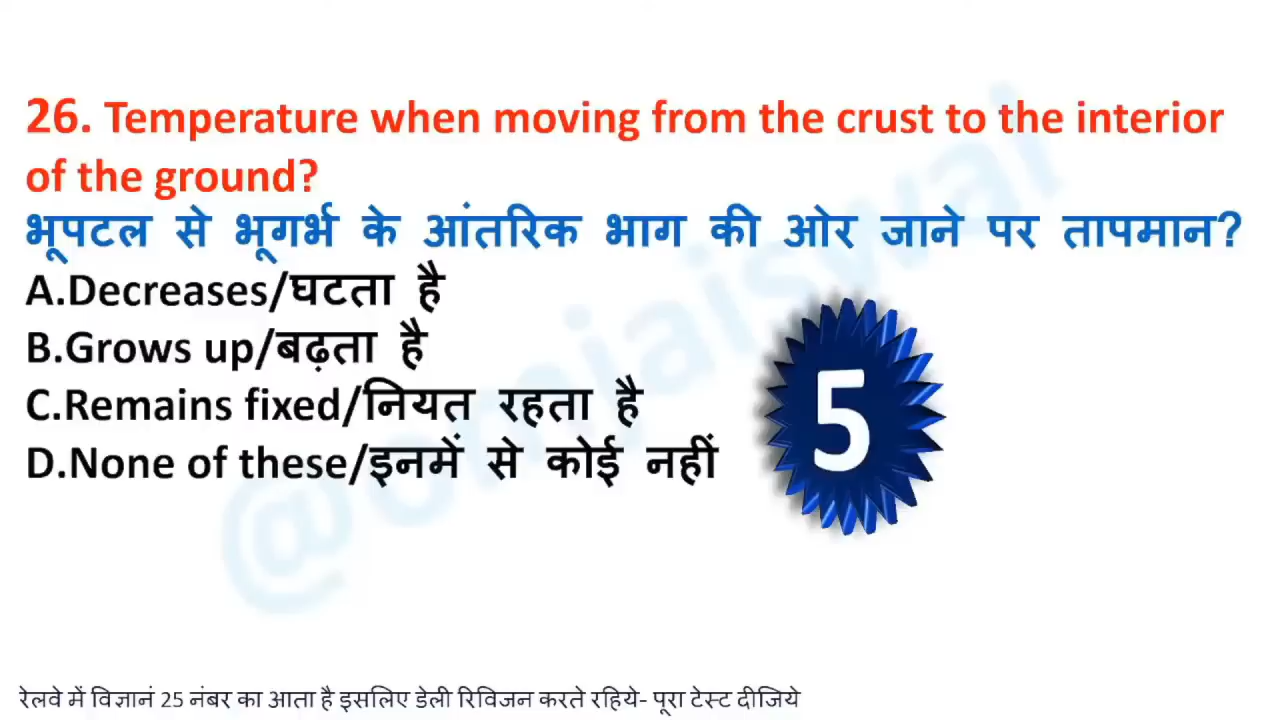 26. Temperature when moving from the crust to the interior
of the ground?
भूपटल से भूगर्भ के आंतरिक भाग की ओर जाने पर तापमान?
A.Decreases/घटता है
B.Grows up/बढ़ता है
C.Remains fixed/नियत रहता है
D.None of these/इनमें से कोई नहीं
5
@omjaiswal
रेलवे में विज्ञानं 25 नंबर का आता है इसलिए डेली रिविजन करते रहिये- पूरा टेस्ट दीजिये